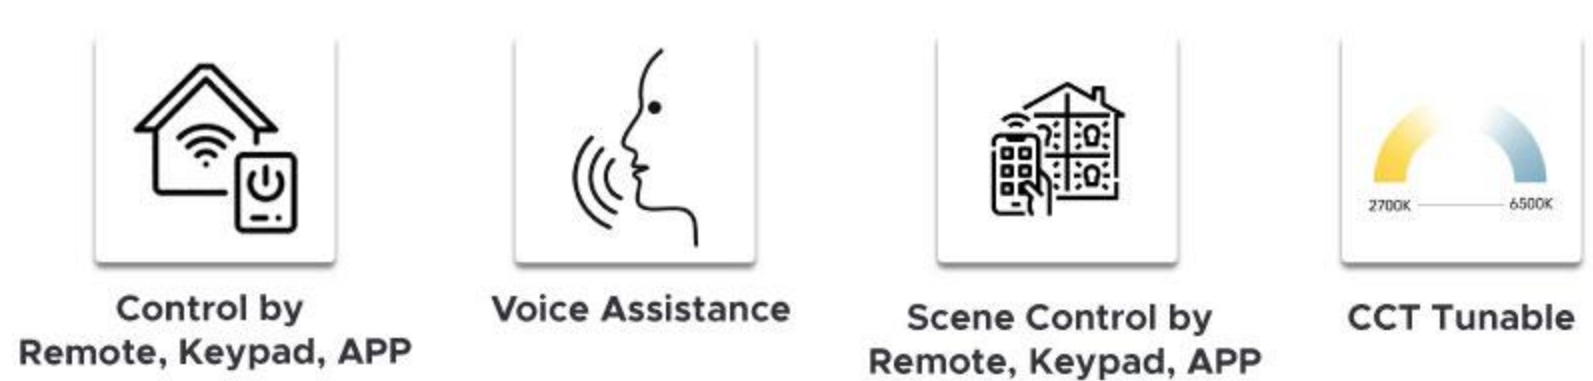 2700K
6500K
Control by
Remote, Keypad, APP
Voice Assistance
Scene Control by
Remote, Keypad, APP
CCT Tunable